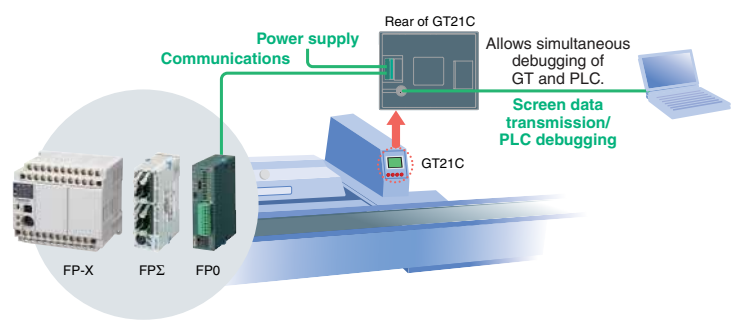 Rear of GT21C
Power supply
Communications
Allows simultaneous
debugging of
GT and PLC.
Screen data
transmission/
PLC debugging
GT21C
FP-X
FPΣ
FP0